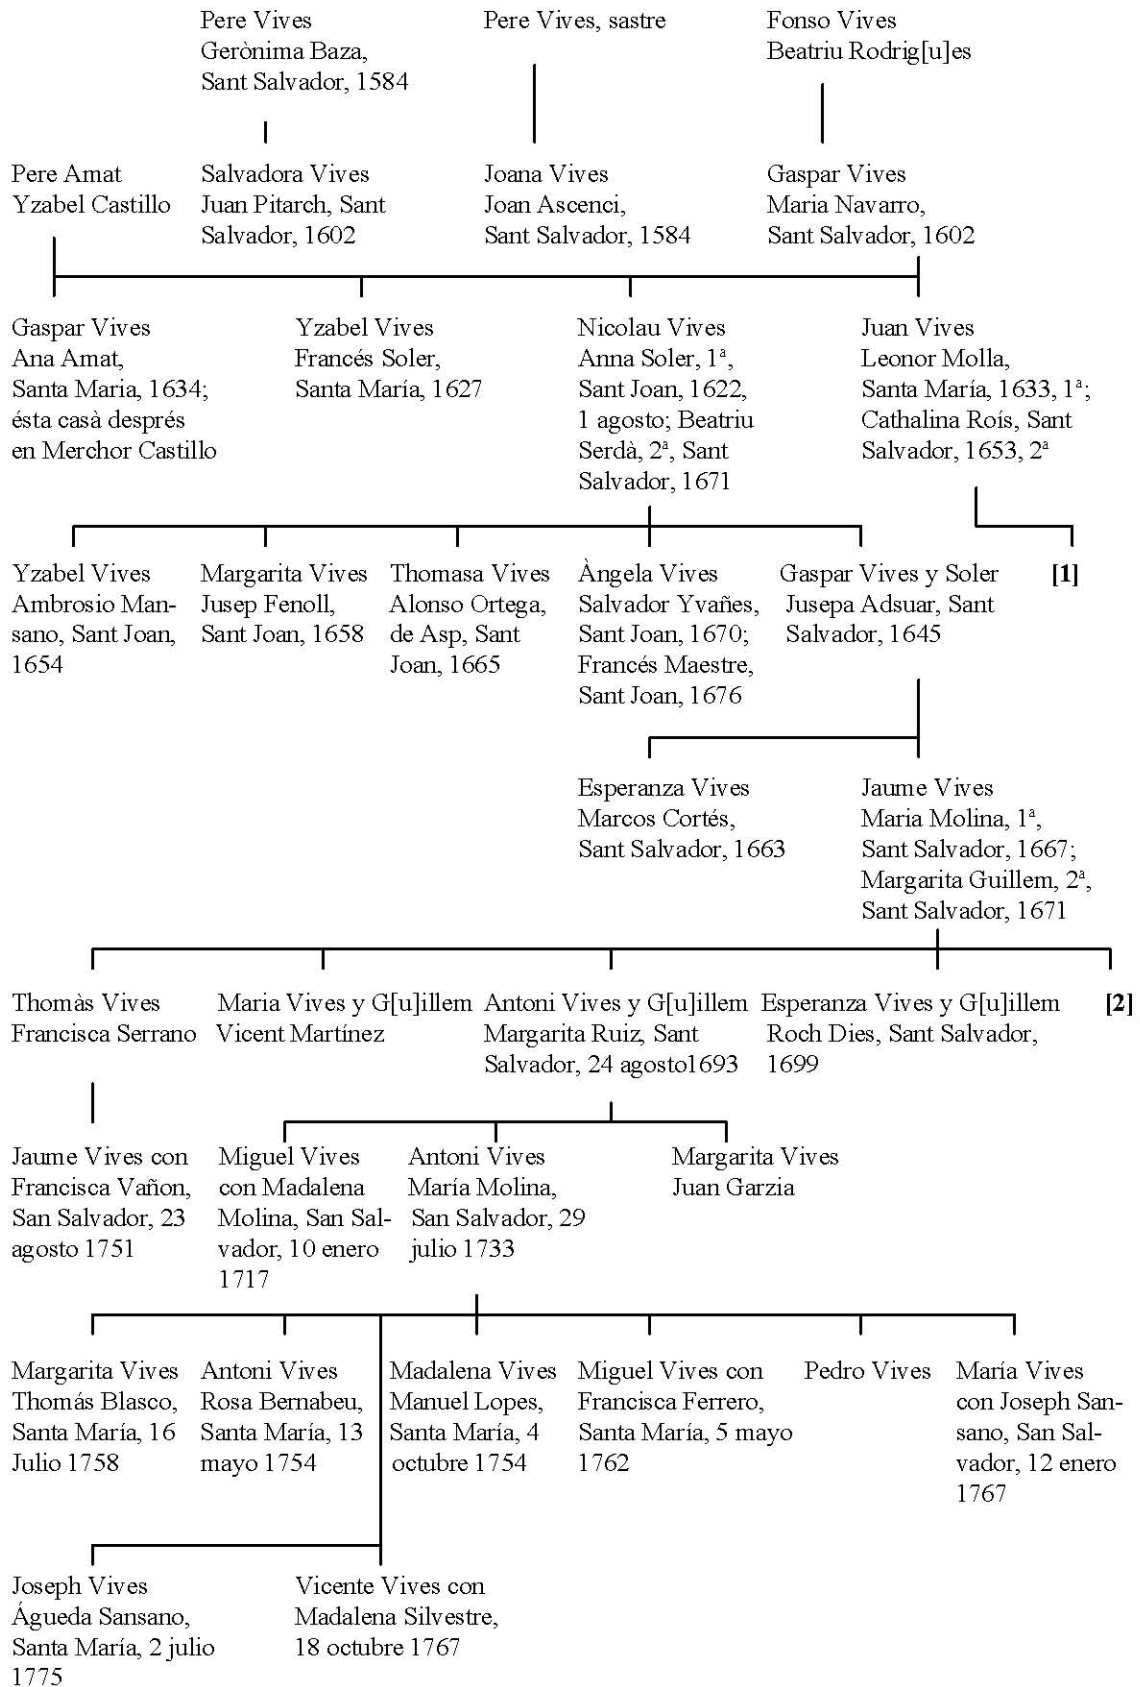 Pere Vives
Gerònima Baza,
Sant Salvador, 1584
Pere Vives, sastre
Fonso Vives
Beatriu Rodrig[u]es
Pere Amat
Yzabel Castillo
Salvadora Vives
Juan Pitarch, Sant
Salvador, 1602
Joana Vives
Joan Ascenci,
Sant Salvador, 1584
Gaspar Vives
Maria Navarro,
Sant Salvador, 1602
Gaspar Vives
Ana Amat,
Santa Maria, 1634;
ésta casà després
en Merchor Castillo
Yzabel Vives
Francés Soler,
Santa María, 1627
Nicolau Vives
Anna Soler, 1ª,
Sant Joan, 1622,
1 agosto; Beatriu
Serdà, 2ª, Sant
Salvador, 1671
Juan Vives
Leonor Molla,
Santa María, 1633, 1ª;
Cathalina Roís, Sant
Salvador, 1653, 2ª
Yzabel Vives
Ambrosio Man-
sano, Sant Joan,
1654
Margarita Vives
Jusep Fenoll,
Sant Joan, 1658
Thomasa Vives
Alonso Ortega,
de Asp, Sant
Joan, 1665
Àngela Vives
Salvador Yvañes,
Sant Joan, 1670;
Francés Maestre,
Sant Joan, 1676
Gaspar Vives y Soler
Jusepa Adsuar, Sant
Salvador, 1645
[1]
Esperanza Vives
Marcos Cortés,
Sant Salvador, 1663
Jaume Vives
Maria Molina, 1ª,
Sant Salvador, 1667;
Margarita Guillem, 2ª,
Sant Salvador, 1671
Thomàs Vives
Francisca Serrano
Maria Vives y G[u]illem
Vicent Martínez
Antoni Vives y G[u]illem
Margarita Ruiz, Sant
Salvador, 24 agosto1693
Esperanza Vives y G[u]illem
Roch Dies, Sant Salvador,
1699
[2]
Jaume Vives con
Francisca Vañon,
San Salvador, 23
agosto 1751
Miguel Vives
con Madalena
Molina, San Sal-
vador, 10 enero
1717
Antoni Vives
María Molina,
San Salvador, 29
julio 1733
Margarita Vives
Juan Garzia
Margarita Vives
Thomás Blasco,
Santa María, 16
Julio 1758
Antoni Vives
Rosa Bernabeu,
Santa María, 13
mayo 1754
Madalena Vives
Manuel Lopes,
Santa María, 4
octubre 1754
Miguel Vives con
Francisca Ferrero,
Santa María, 5 mayo
1762
Pedro Vives
María Vives
con Joseph San-
sano, San Sal-
vador, 12 enero
1767
Joseph Vives
Águeda Sansano,
Santa María, 2 julio
1775
Vicente Vives con
Madalena Silvestre,
18 octubre 1767